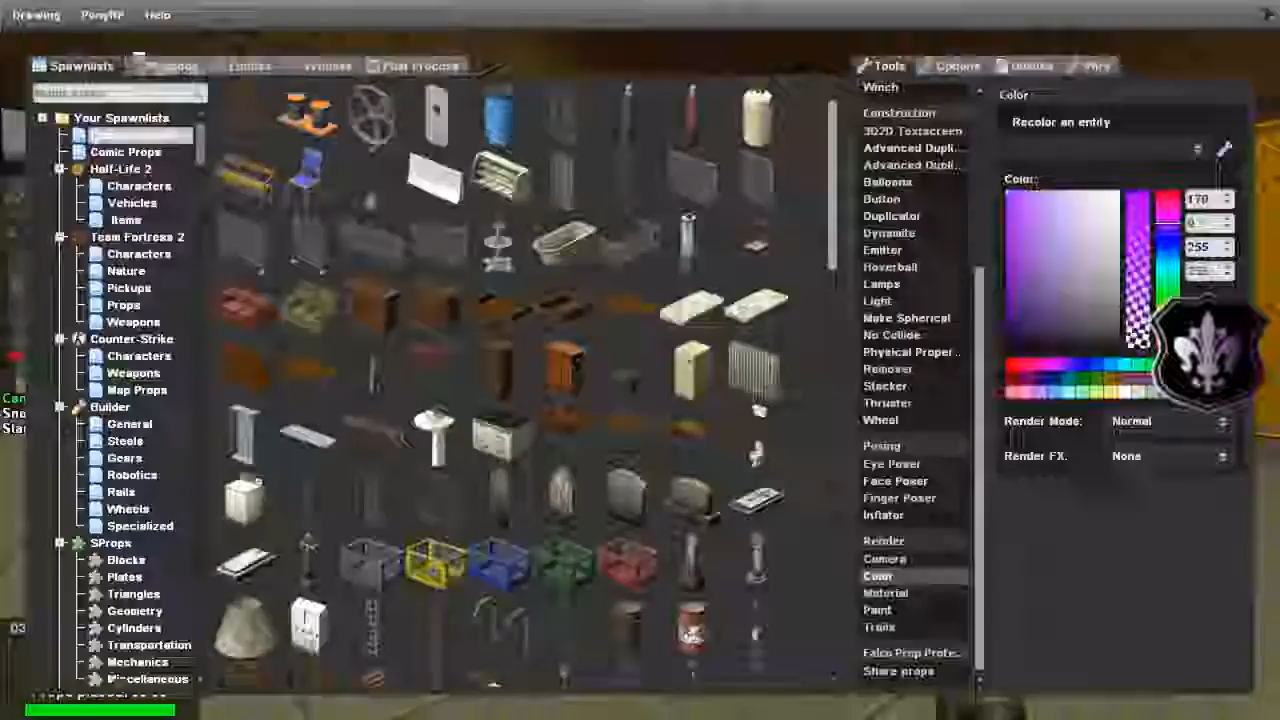 Drawing PonyRP Help
Spawnlists
Post Process
Tools Options Wire
Your Spawnlists
Comic Props
Half-Life 2
Characters
Vehicles
Items
Team Fortress 2
Characters
Nature
Pickups
Props
Weapons
Counter-Strike
Characters
Weapons
Map Props
Builder
General
Steels
Gears
Robotics
Rails
Wheels
Specialized
SProps
Blocks
Plates
Triangles
Geometry
Cylinders
Transportation
Mechanics
Miscellaneous
Winch
Construction
3D2D Textscreen
Advanced Dupli..
Advanced Dupli..
Balloons
Button
Duplicator
Dynamite
Emitter
Hoverball
Lamps
Light
Make Spherical
No Collide
Physical Proper..
Remover
Stacker
Thruster
Wheel
Posing
Eye Poser
Face Poser
Finger Poser
Inflator
Render
Camera
Color
Material
Paint
Trails
Falco Prop Prote..
Share props
Color
Recolor an entity
Color:
170
0
255
Render Mode: Normal
Render FX: None
03